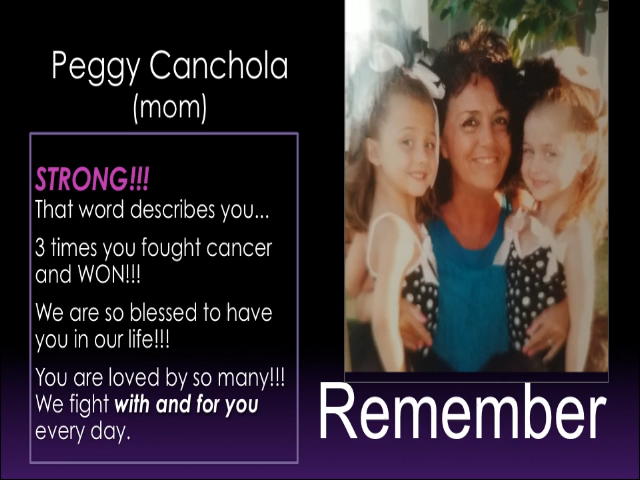 Peggy Canchola
(mom)
STRONG!!!
That word describes you...
3 times you fought cancer
and WON!!!
We are so blessed to have
you in our life!!!
You are loved by so many!!!
We fight with and for you
every day.
Remember